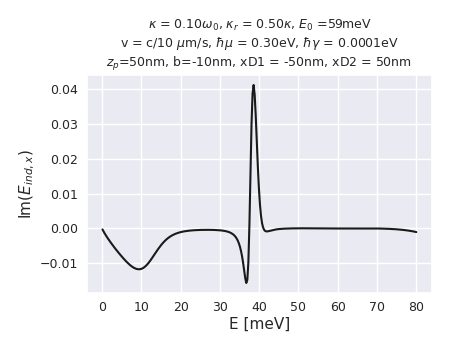 κ = 0.10ω₀, κᵣ = 0.50κ, E₀ =59meV
v = c/10 μm/s, ħμ = 0.30eV, ħγ = 0.0001eV
zₚ=50nm, b=-10nm, xD1 = -50nm, xD2 = 50nm
0.04
0.03
0.02
0.01
0.00
−0.01
Im(E_{ind, x})
0 10 20 30 40 50 60 70 80
E [meV]